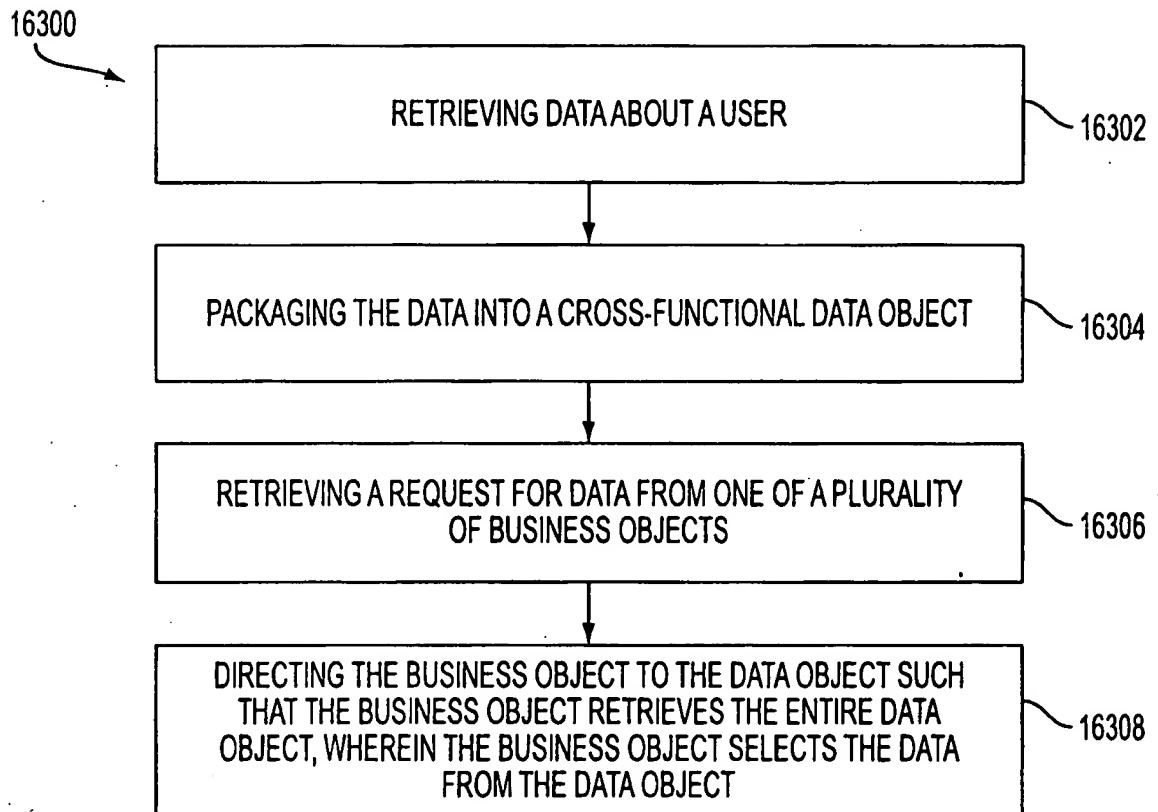 16300
RETRIEVING DATA ABOUT A USER
16302
PACKAGING THE DATA INTO A CROSS-FUNCTIONAL DATA OBJECT
16304
RETRIEVING A REQUEST FOR DATA FROM ONE OF A PLURALITY
OF BUSINESS OBJECTS
16306
DIRECTING THE BUSINESS OBJECT TO THE DATA OBJECT SUCH
THAT THE BUSINESS OBJECT RETRIEVES THE ENTIRE DATA
OBJECT, WHEREIN THE BUSINESS OBJECT SELECTS THE DATA
FROM THE DATA OBJECT
16308